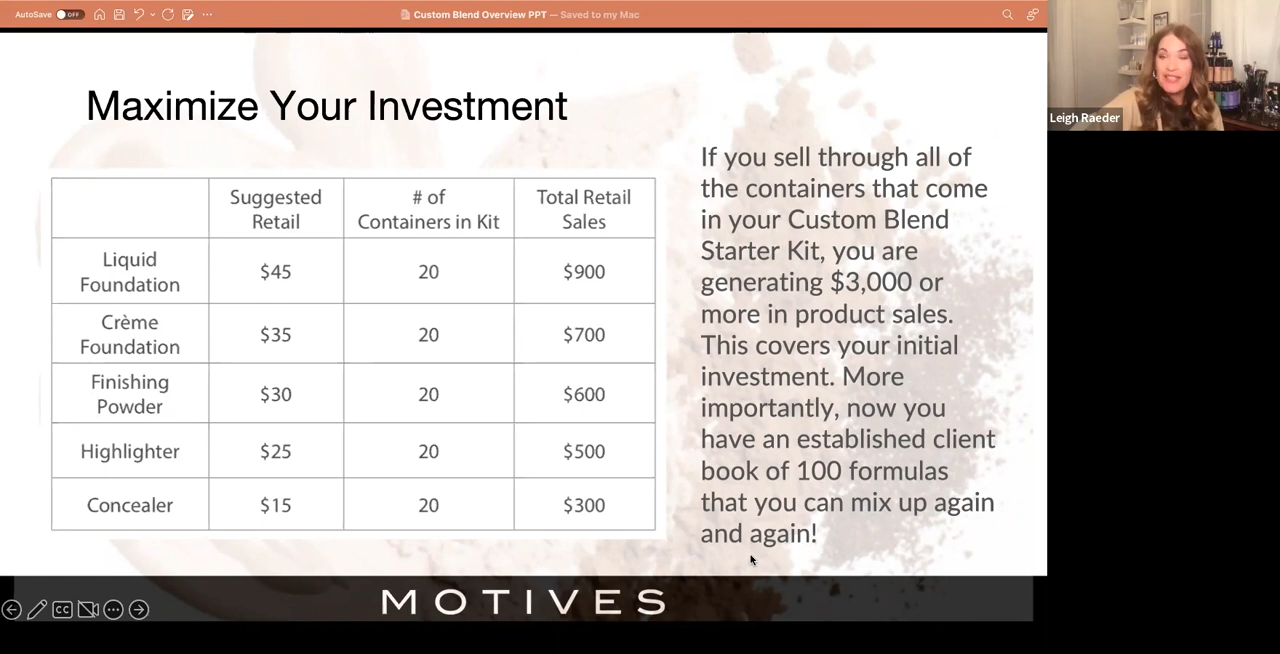 AutoSave OFF
Custom Blend Overview PPT — Saved to my Mac
Leigh Raeder
Maximize Your Investment
Suggested Retail
# of Containers in Kit
Total Retail Sales
Liquid Foundation
$45
20
$900
Crème Foundation
$35
20
$700
Finishing Powder
$30
20
$600
Highlighter
$25
20
$500
Concealer
$15
20
$300
If you sell through all of
the containers that come
in your Custom Blend
Starter Kit, you are
generating $3,000 or
more in product sales.
This covers your initial
investment. More
importantly, now you
have an established client
book of 100 formulas
that you can mix up again
and again!
CC
MOTIVES